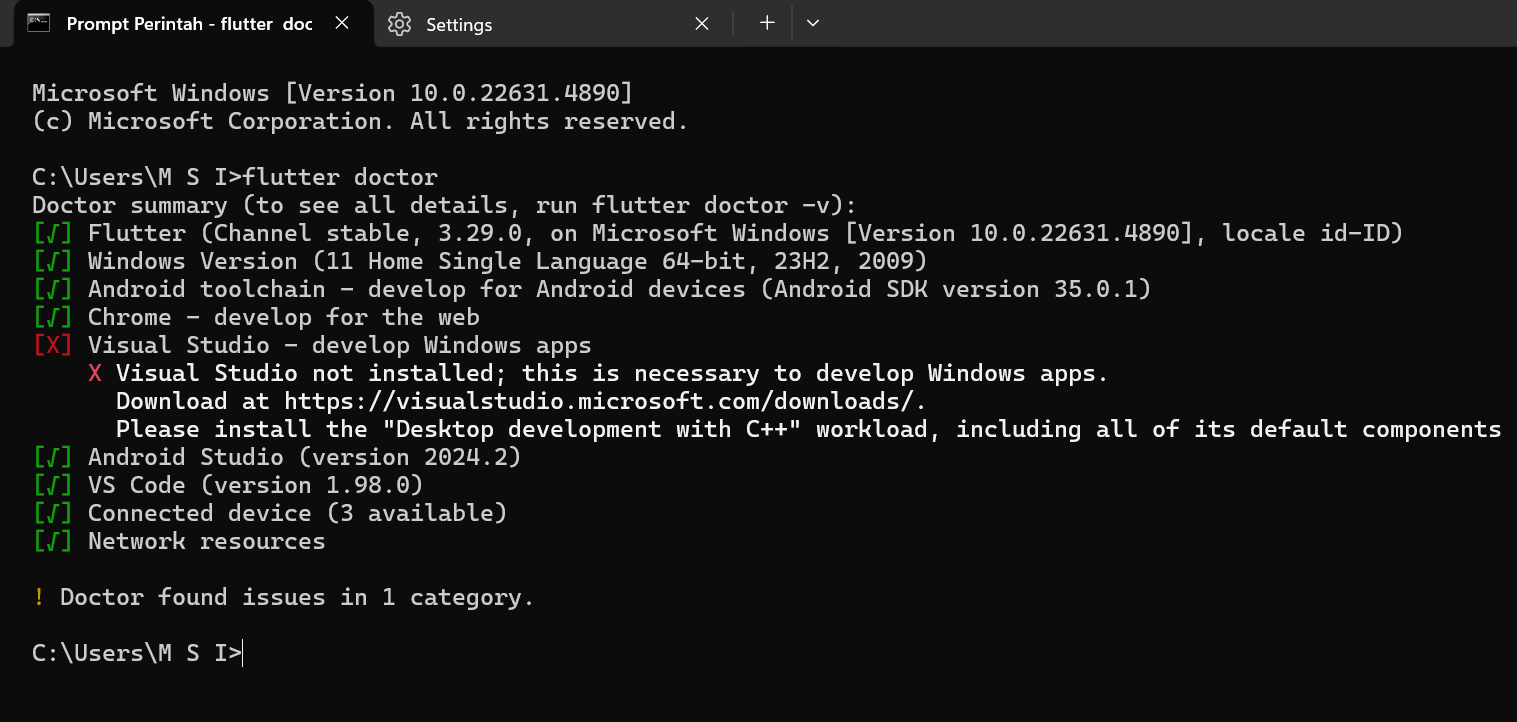 Prompt Perintah - flutter doc
Settings
Microsoft Windows [Version 10.0.22631.4890]
(c) Microsoft Corporation. All rights reserved.
C:\Users\M S I>flutter doctor
Doctor summary (to see all details, run flutter doctor -v):
[√] Flutter (Channel stable, 3.29.0, on Microsoft Windows [Version 10.0.22631.4890], locale id-ID)
[√] Windows Version (11 Home Single Language 64-bit, 23H2, 2009)
[√] Android toolchain - develop for Android devices (Android SDK version 35.0.1)
[√] Chrome - develop for the web
[X] Visual Studio - develop Windows apps
X Visual Studio not installed; this is necessary to develop Windows apps.
Download at https://visualstudio.microsoft.com/downloads/.
Please install the "Desktop development with C++" workload, including all of its default components
[√] Android Studio (version 2024.2)
[√] VS Code (version 1.98.0)
[√] Connected device (3 available)
[√] Network resources
! Doctor found issues in 1 category.
C:\Users\M S I>